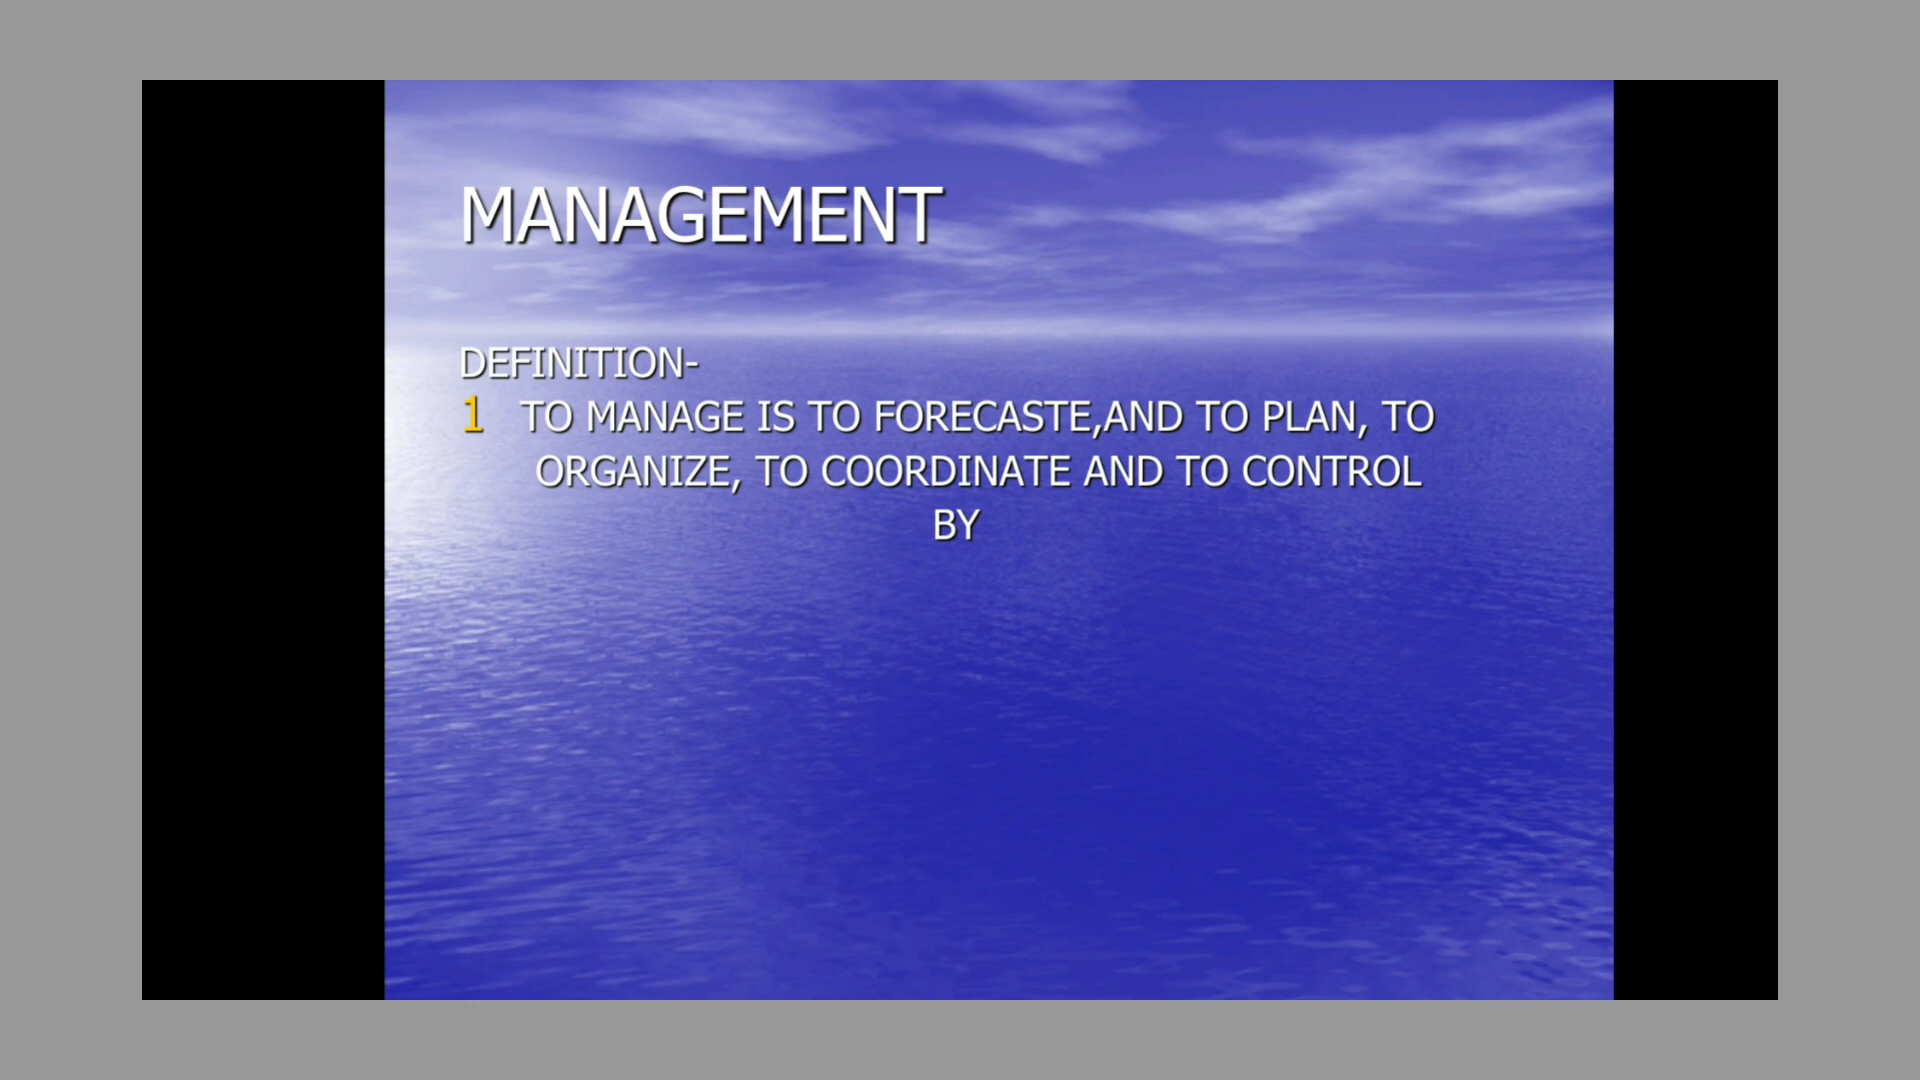 MANAGEMENT
DEFINITION-
1 TO MANAGE IS TO FORECASTE,AND TO PLAN, TO
ORGANIZE, TO COORDINATE AND TO CONTROL
BY